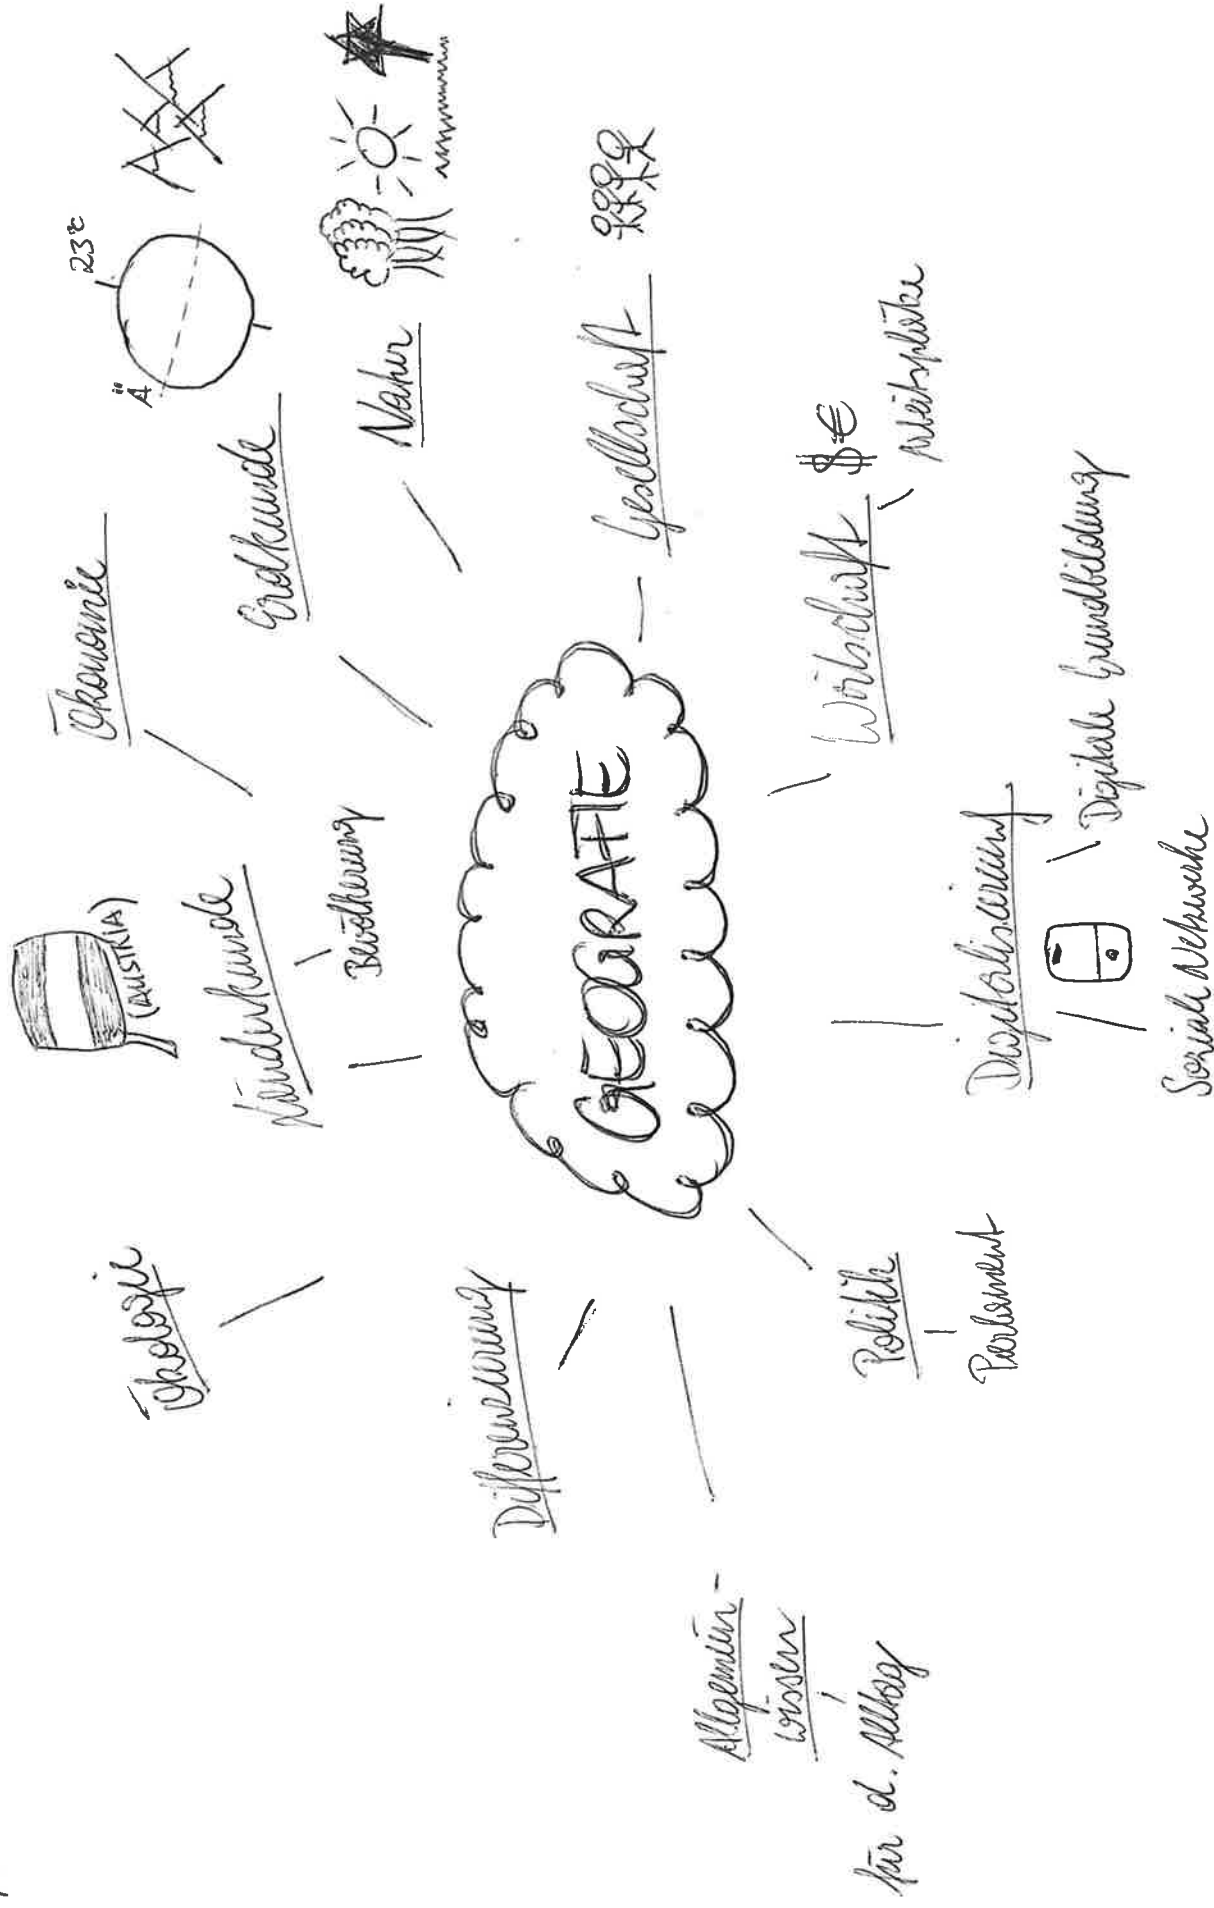 Ökologie
(AUSTRIA)
Länderkunde
Bevölkerung
Ökonomie
Erdkunde
Ä
23°
Natur
Differenzierung
GEOGRAFIE
Gesellschaft
Allgemein-
wissen
für d. Alltag
Politik
Parlament
Digitalisierung
Digitale Grundbildung
Soziale Netzwerke
Wirtschaft
$€
Arbeitsplätze